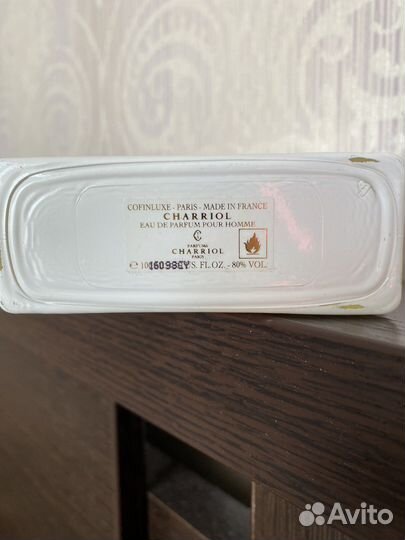 COFINLUXE - PARIS - MADE IN FRANCE
CHARRIOL
EAU DE PARFUM POUR HOMME
PARFUMS
CHARRIOL
PARIS
S. FL.OZ. - 80% VOL.
Avito